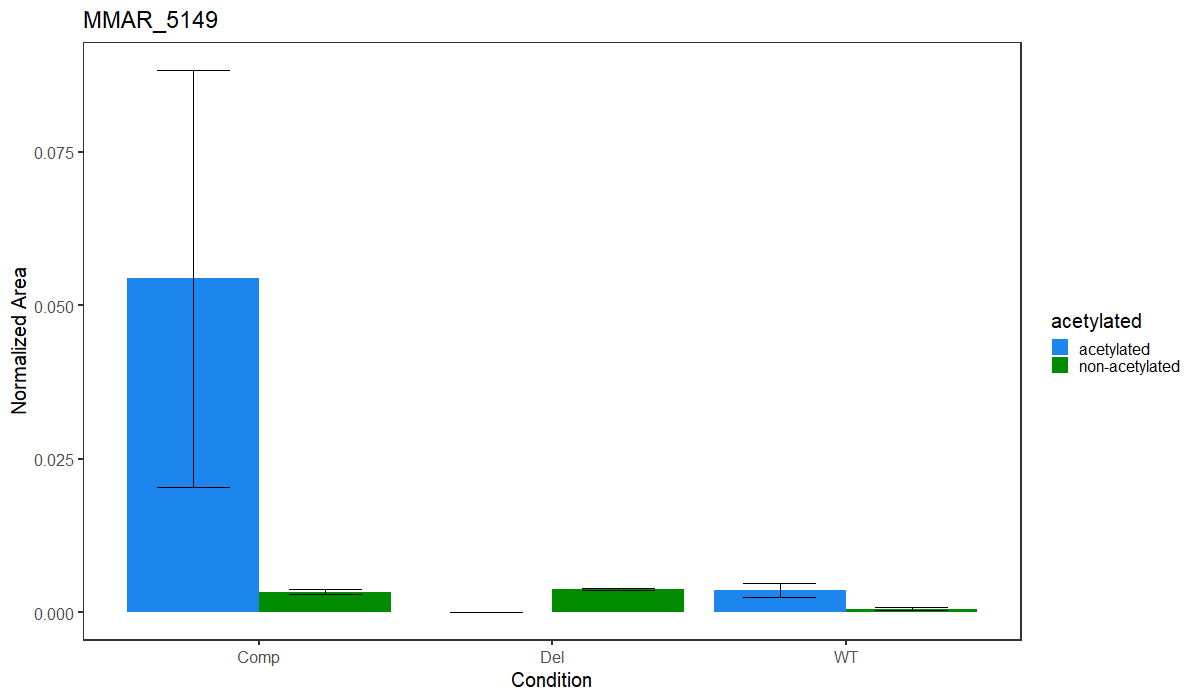 MMAR_5149
Normalized Area
0.075
0.050
0.025
0.000
Comp Del WT
Condition
acetylated
acetylated
non-acetylated